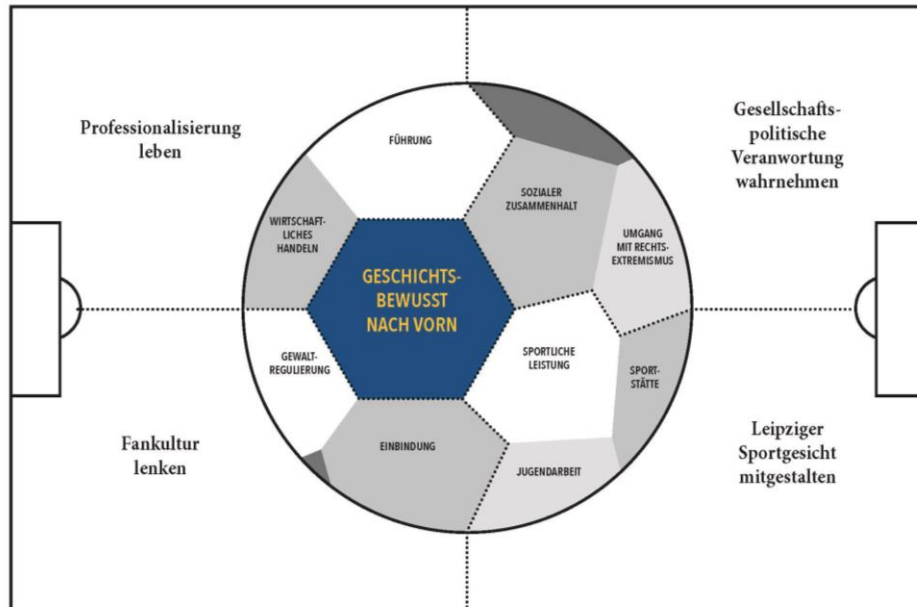 Professionalisierung
leben
Gesellschafts-
politische
Veranwortung
wahrnehmen
FÜHRUNG
SOZIALER
ZUSAMMENHALT
WIRTSCHAFT-
LICHES
HANDELN
UMGANG
MIT RECHTS-
EXTREMISMUS
GESCHICHTS-
BEWUSST
NACH VORN
GEWALT-
REGULIERUNG
SPORTLICHE
LEISTUNG
SPORT-
STÄTTE
EINBINDUNG
JUGENDARBEIT
Fankultur
lenken
Leipziger
Sportgesicht
mitgestalten